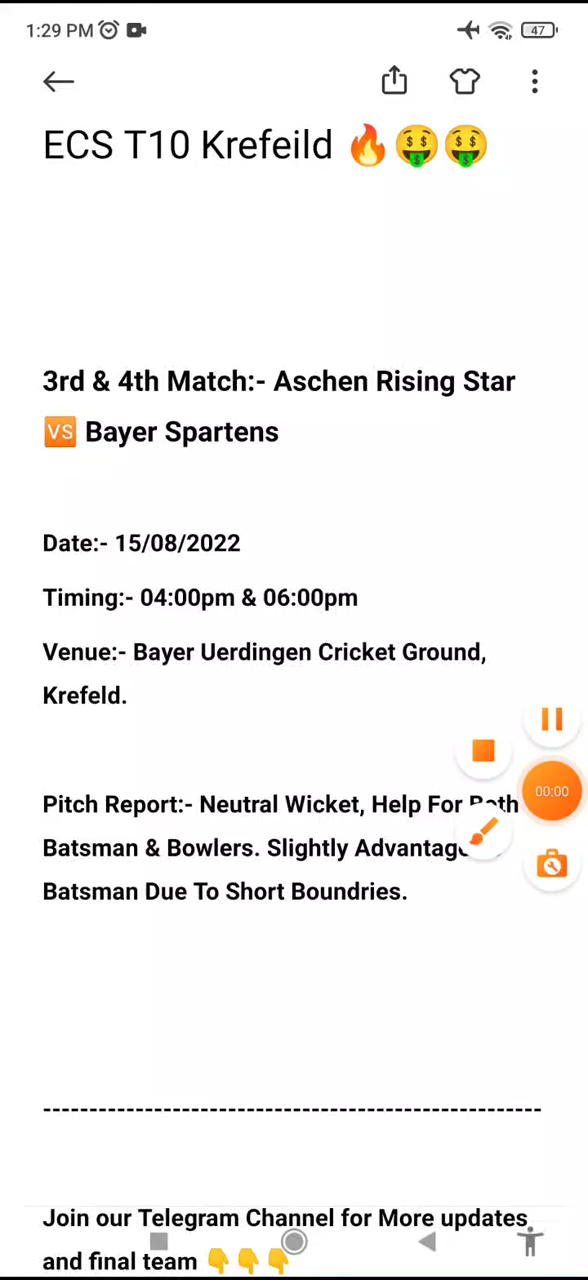 1:29 PM
47
ECS T10 Krefeild 🔥🤑🤑
3rd & 4th Match:- Aschen Rising Star
🆚 Bayer Spartens
Date:- 15/08/2022
Timing:- 04:00pm & 06:00pm
Venue:- Bayer Uerdingen Cricket Ground,
Krefeld.
00:00
Pitch Report:- Neutral Wicket, Help For Both
Batsman & Bowlers. Slightly Advantage
Batsman Due To Short Boundries.
------------------------------------------------------
Join our Telegram Channel for More updates
and final team 👇👇👇